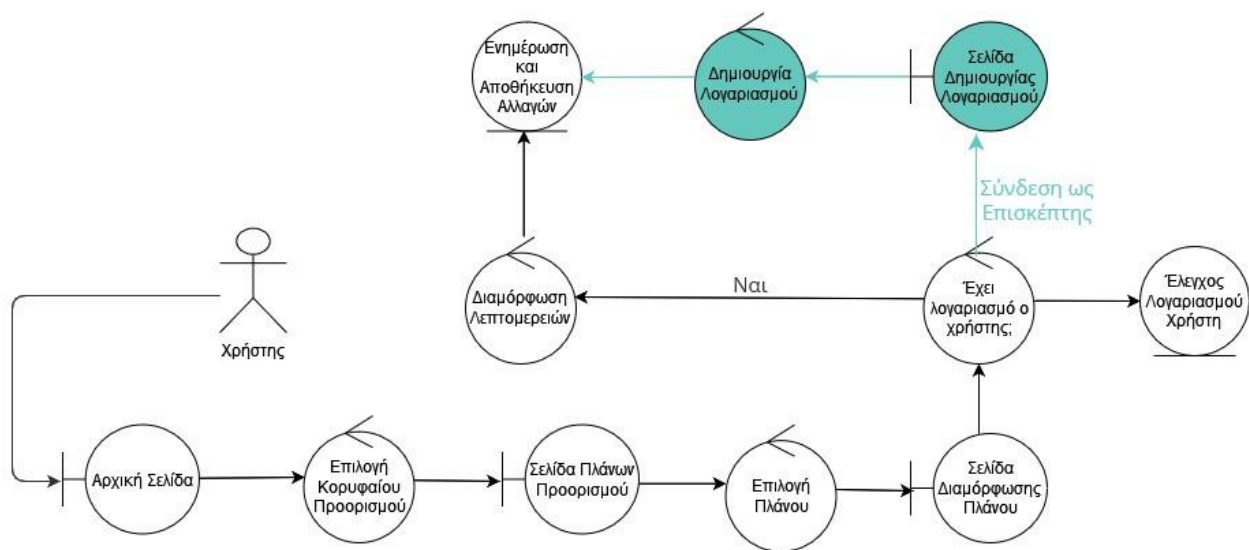 Ενημέρωση
και
Αποθήκευση
Αλλαγών
Δημιουργία
Λογαριασμού
Σελίδα
Δημιουργίας
Λογαριασμού
Σύνδεση ως
Επισκέπτης
Χρήστης
Διαμόρφωση
Λεπτομερειών
Ναι
Έχει
λογαριασμό ο
χρήστης;
Έλεγχος
Λογαριασμού
Χρήστη
Αρχική Σελίδα
Επιλογή
Κορυφαίου
Προορισμού
Σελίδα Πλάνων
Προορισμού
Επιλογή
Πλάνου
Σελίδα
Διαμόρφωσης
Πλάνου